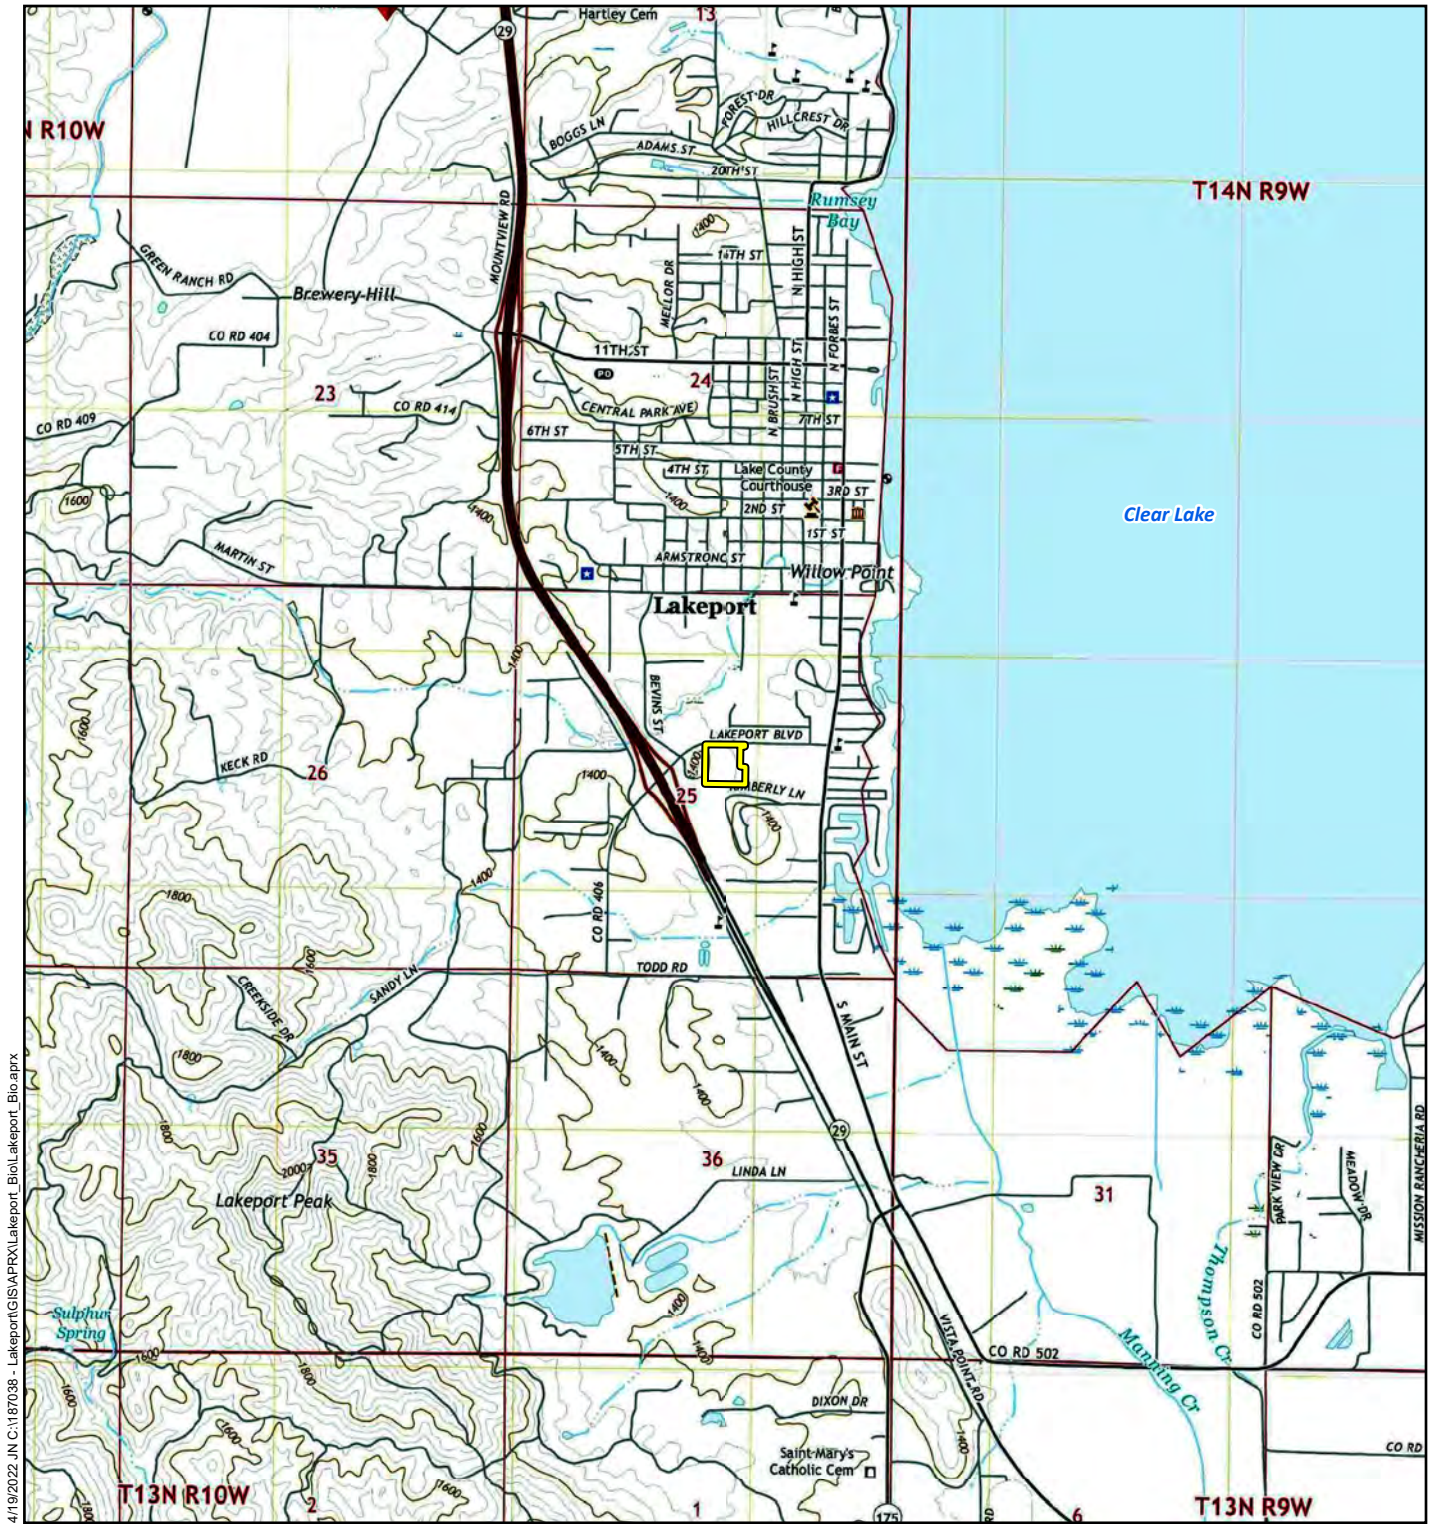 Hartley Cem
13
29
N R10W
FOREST DR
HILLCREST DR
BOGGS LN
ADAMS ST
20TH ST
T14N R9W
Rumsey
Bay
MOUNTVIEW RD
1400
16TH ST
N HIGH ST
GREEN RANCH RD
Brewery Hill
MELLOR DR
N FORBES ST
CO RD 404
11TH ST
PO
24
N HIGH ST
N BRUSH ST
23
CO RD 414
CENTRAL PARK AVE
7TH ST
CO RD 409
6TH ST
5TH ST
4TH ST
Lake County
Courthouse
3RD ST
1600
1400
1400
2ND ST
Clear Lake
1ST ST
MARTIN ST
ARMSTRONG ST
Willow Point
Lakeport
1400
BEVINS ST
1600
LAKEPORT BLVD
KECK RD
26
1400
1400
25
KIMBERLY LN
1400
1800
1400
CO RD 406
1600
TODD RD
SANDY LN
CREEKSIDE DR
S MAIN ST
1800
1400
1400
1800
1600
29
MISSION RANCHERIA RD
35
2000
1800
36
LINDA LN
PARK VIEW DR
MEADOW DR
31
Lakeport Peak
Thompson Cr
Sulphur
Spring
1400
CO RD 502
1600
1800
1400
VISTA POINT RD
CO RD 502
Manning Cr
1600
DIXON DR
1600
1400
CO RD
Saint Mary's
Catholic Cem
1600
T13N R10W
2
1
T13N R9W
1800
175
RD
6
4/19/2022 JN C:\187038 - Lakeport\GIS\APRX\Lakeport_Bio\Lakeport_Bio.aprx